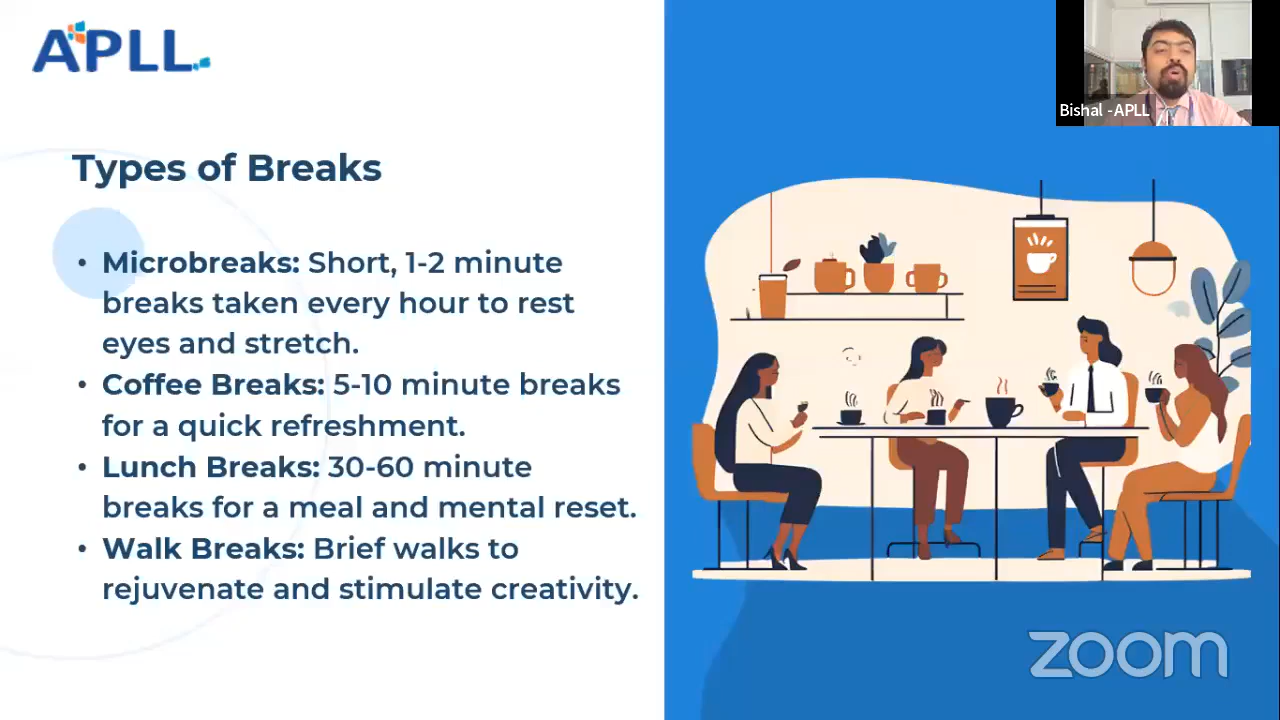 APLL
Bishal -APLL
Types of Breaks
• Microbreaks: Short, 1-2 minute
breaks taken every hour to rest
eyes and stretch.
• Coffee Breaks: 5-10 minute breaks
for a quick refreshment.
• Lunch Breaks: 30-60 minute
breaks for a meal and mental reset.
• Walk Breaks: Brief walks to
rejuvenate and stimulate creativity.
zoom